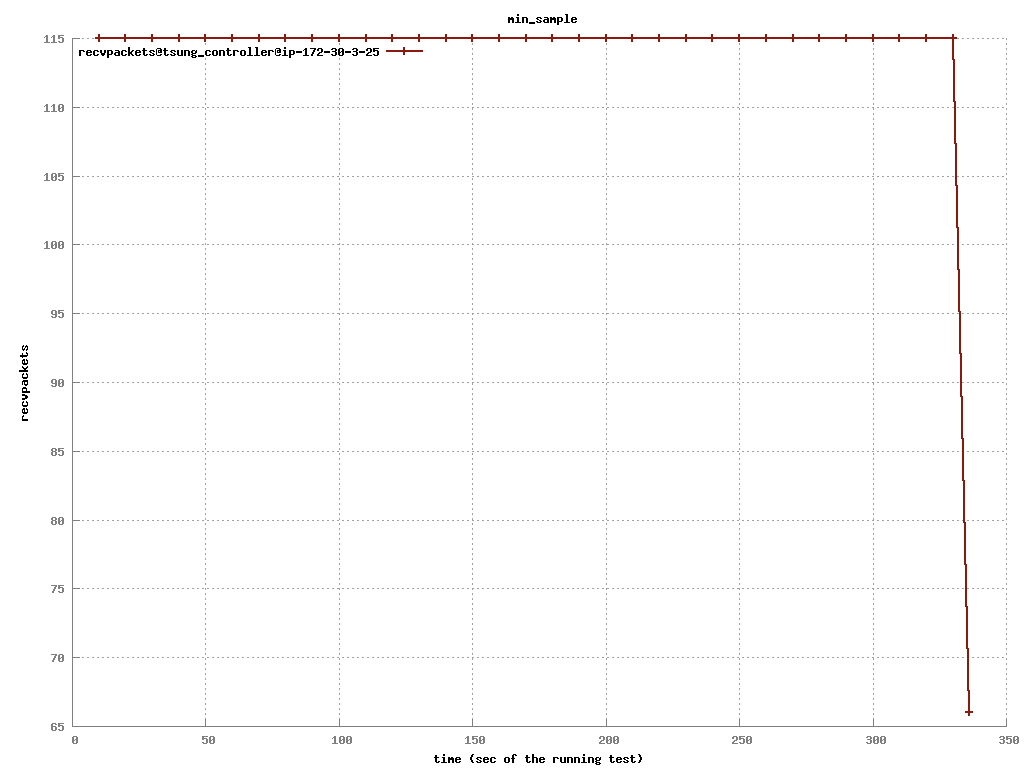 min_sample
115
recvpackets@tsung_controller@ip-172-30-3-25
110
105
100
95
90
85
80
75
70
65
recvpackets
0 50 100 150 200 250 300 350
time (sec of the running test)